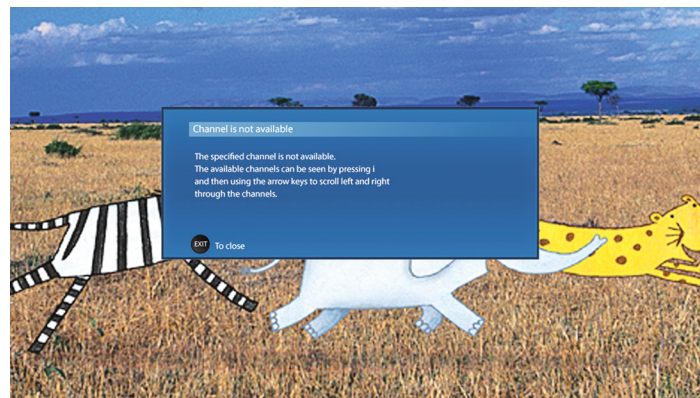 Channel is not available
The specified channel is not available.
The available channels can be seen by pressing i
and then using the arrow keys to scroll left and right
through the channels.
EXIT To close